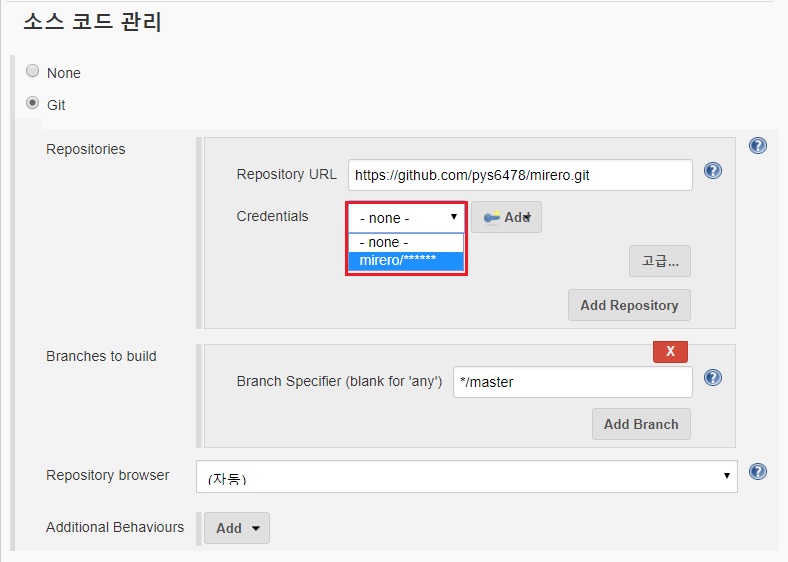 소스 코드 관리
None
Git
Repositories
Repository URL https://github.com/pys6478/mirero.git
Credentials - none - Add
- none -
mirero/******
고급...
Add Repository
Branches to build
X
Branch Specifier (blank for 'any') */master
Add Branch
Repository browser (자동)
Additional Behaviours Add